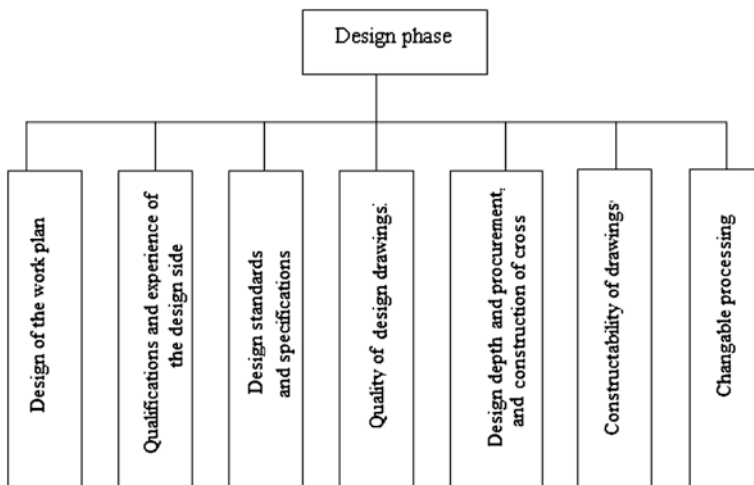 Design phase
Design of the work plan
Qualifications and experience of
the design side
Design standards
and specifications
Quality of design drawings.
Design depth and procurement,
and construction of cross
Constructability of drawings
Changable processing